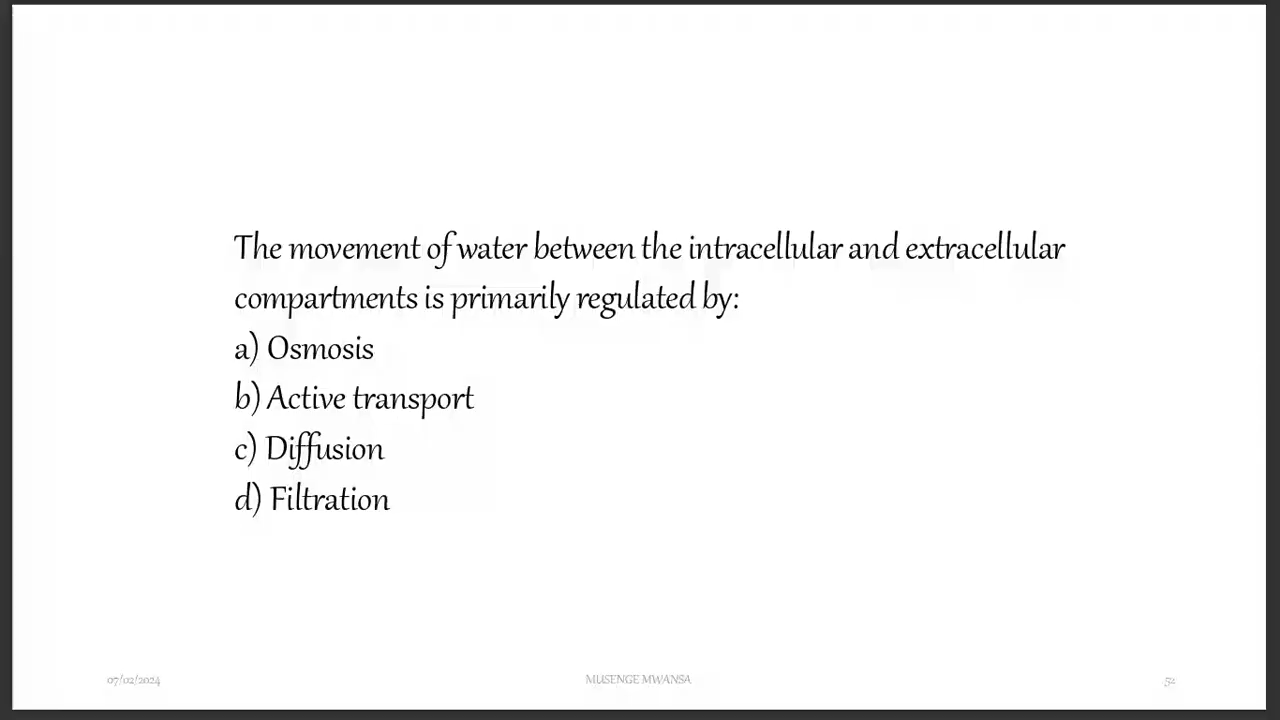 The movement of water between the intracellular and extracellular
compartments is primarily regulated by:
a) Osmosis
b) Active transport
c) Diffusion
d) Filtration
07/02/2024 MUSENGE MWANSA 52